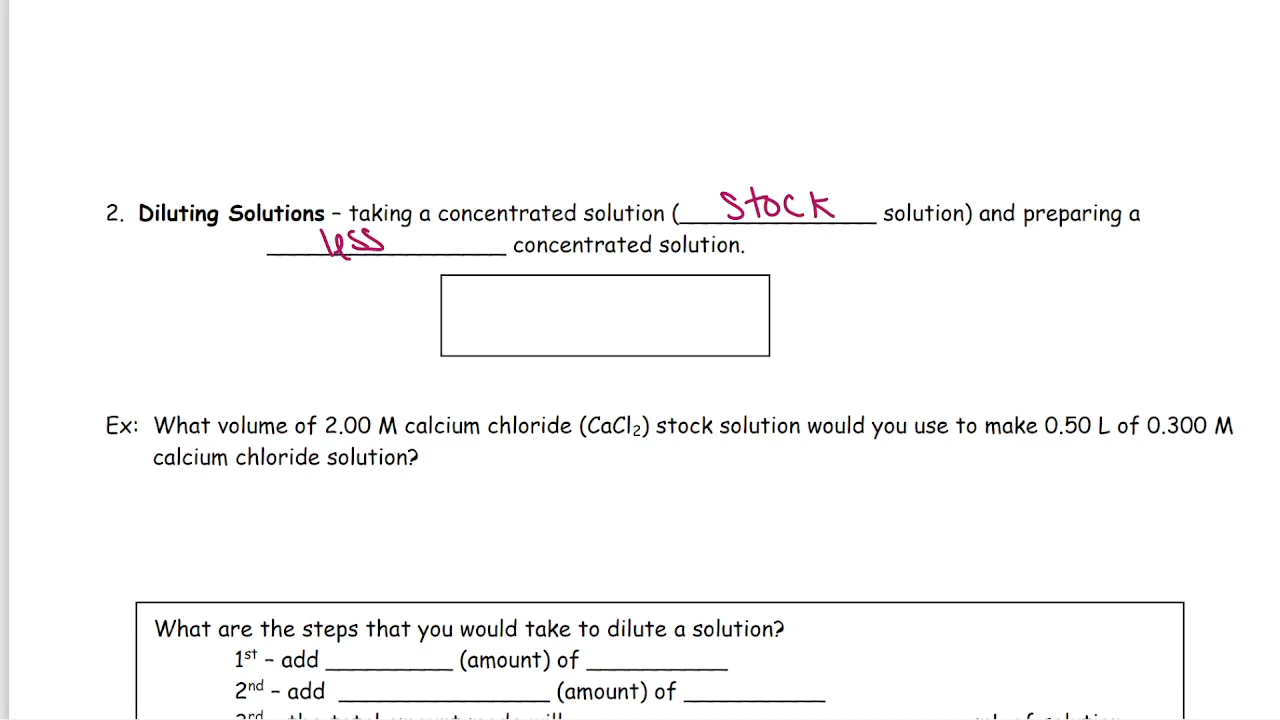 2. Diluting Solutions – taking a concentrated solution (stock solution) and preparing a
less concentrated solution.
Ex: What volume of 2.00 M calcium chloride (CaCl₂) stock solution would you use to make 0.50 L of 0.300 M
calcium chloride solution?
What are the steps that you would take to dilute a solution?
1st – add __________ (amount) of __________
2nd – add __________ (amount) of __________